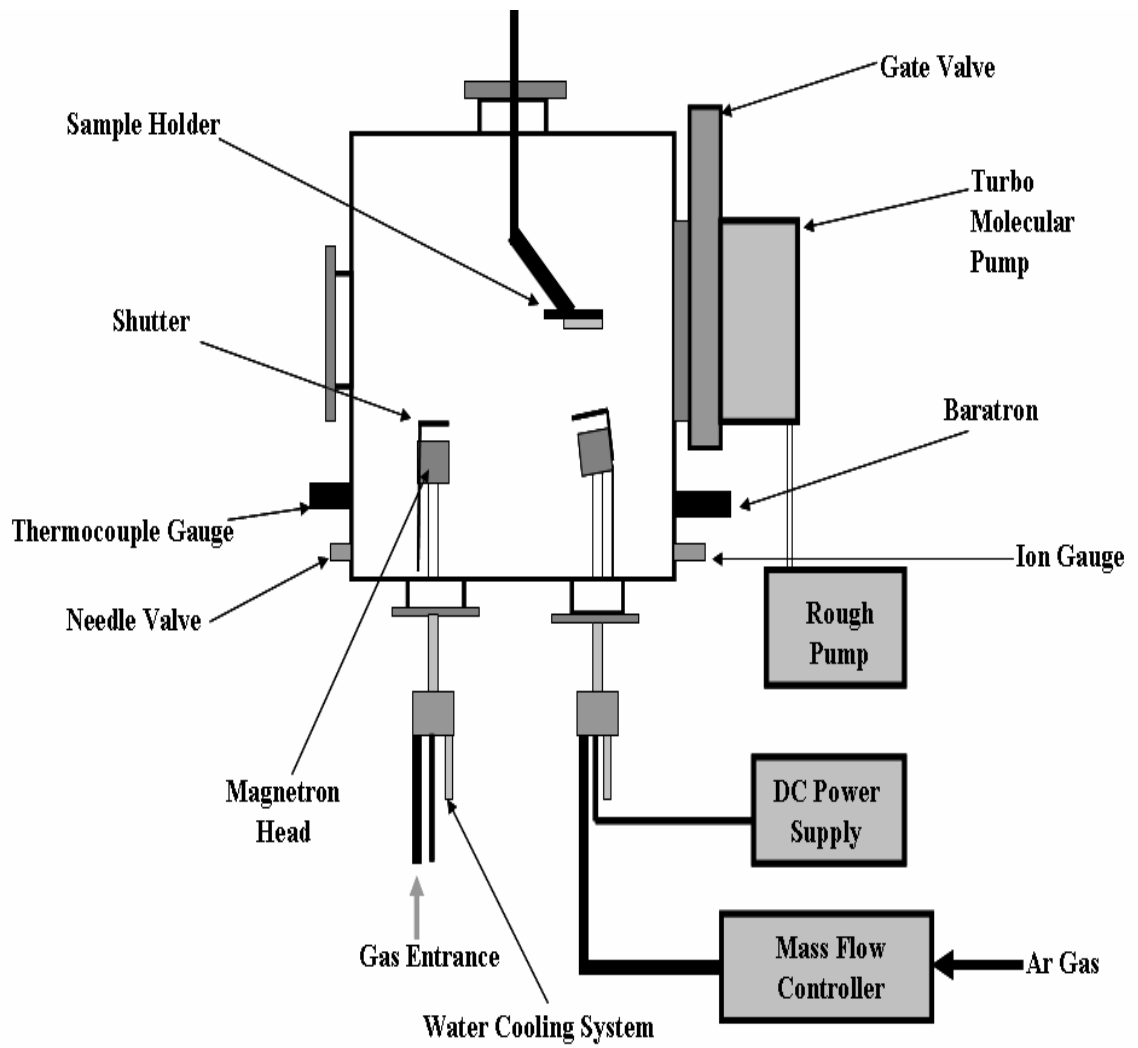 Gate Valve
Sample Holder
Turbo
Molecular
Pump
Shutter
Baratron
Thermocouple Gauge
Ion Gauge
Needle Valve
Rough
Pump
Magnetron
Head
DC Power
Supply
Gas Entrance
Mass Flow
Controller
Ar Gas
Water Cooling System